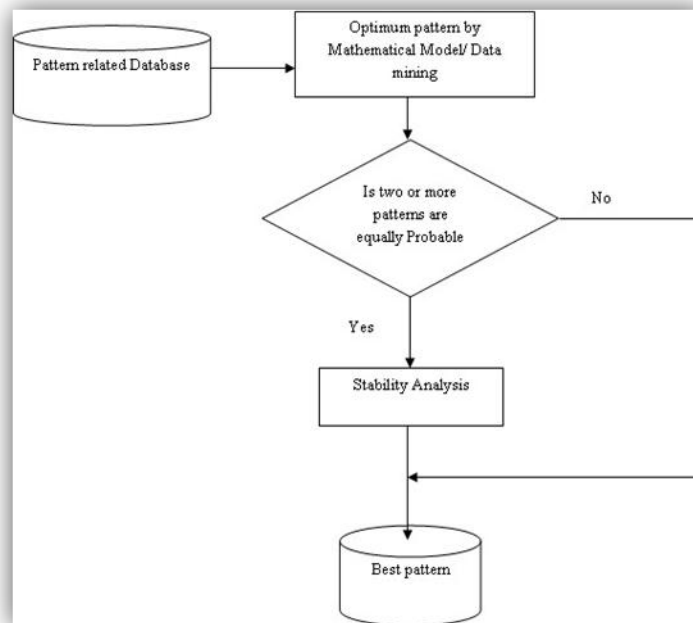 Optimum pattern by
Mathematical Model/ Data
mining
Pattern related Database
Is two or more
patterns are
equally Probable
No
Yes
Stability Analysis
Best pattern